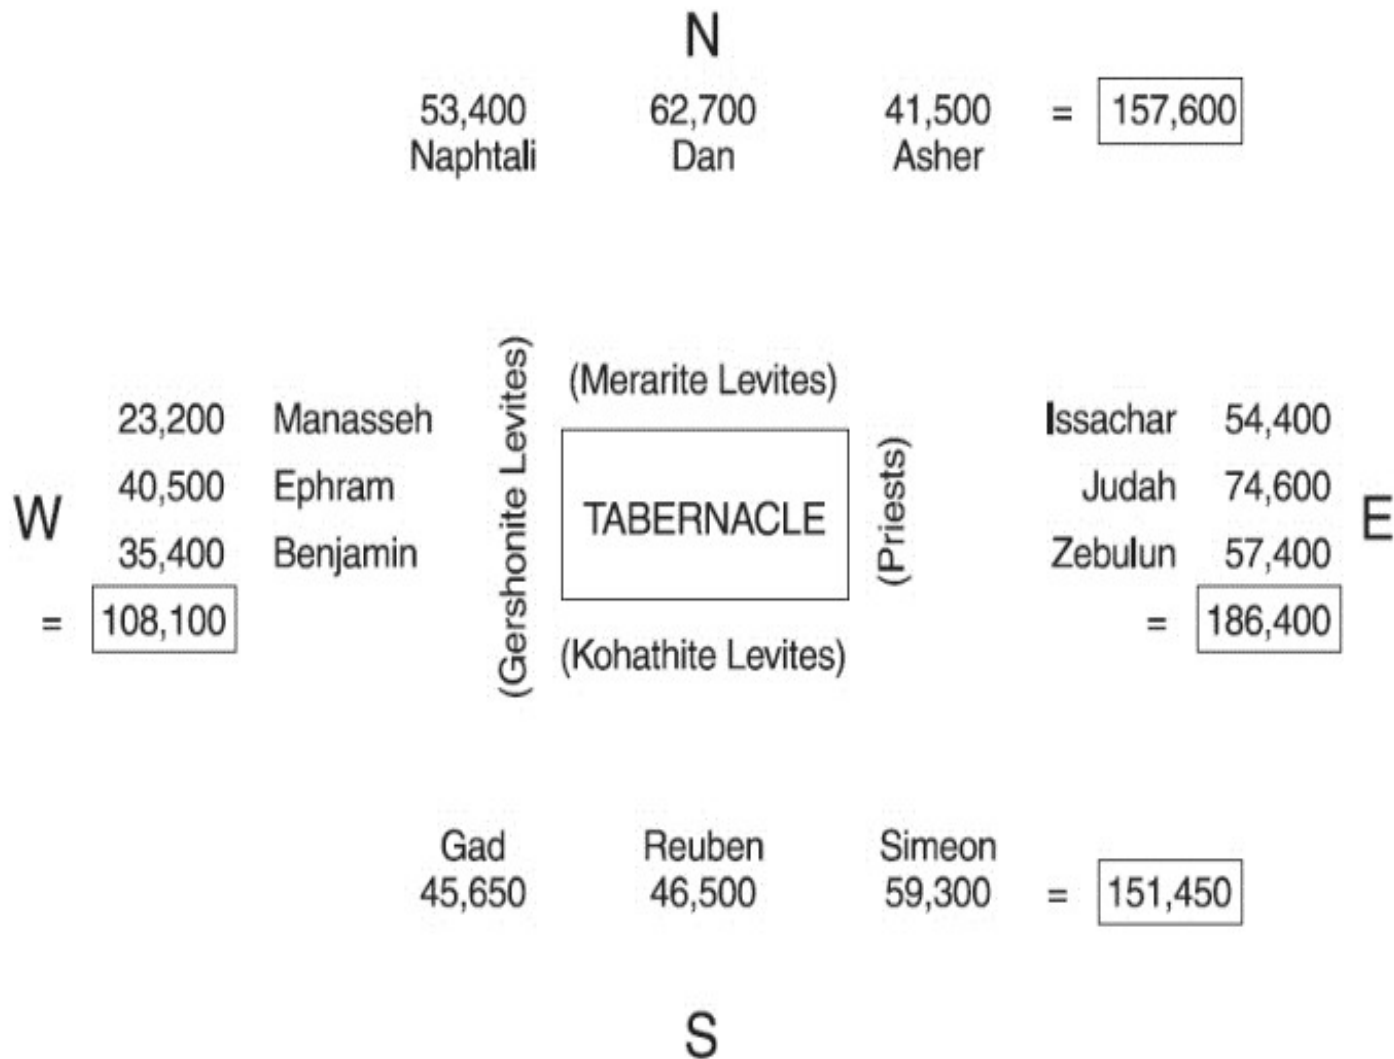 N
53,400 62,700 41,500 = 157,600
Naphtali Dan Asher
(Gershonite Levites)
(Merarite Levites)
(Priests)
23,200 Manasseh Issachar 54,400
W 40,500 Ephram TABERNACLE Judah 74,600 E
35,400 Benjamin Zebulun 57,400
= 108,100 = 186,400
(Kohathite Levites)
Gad Reuben Simeon
45,650 46,500 59,300 = 151,450
S